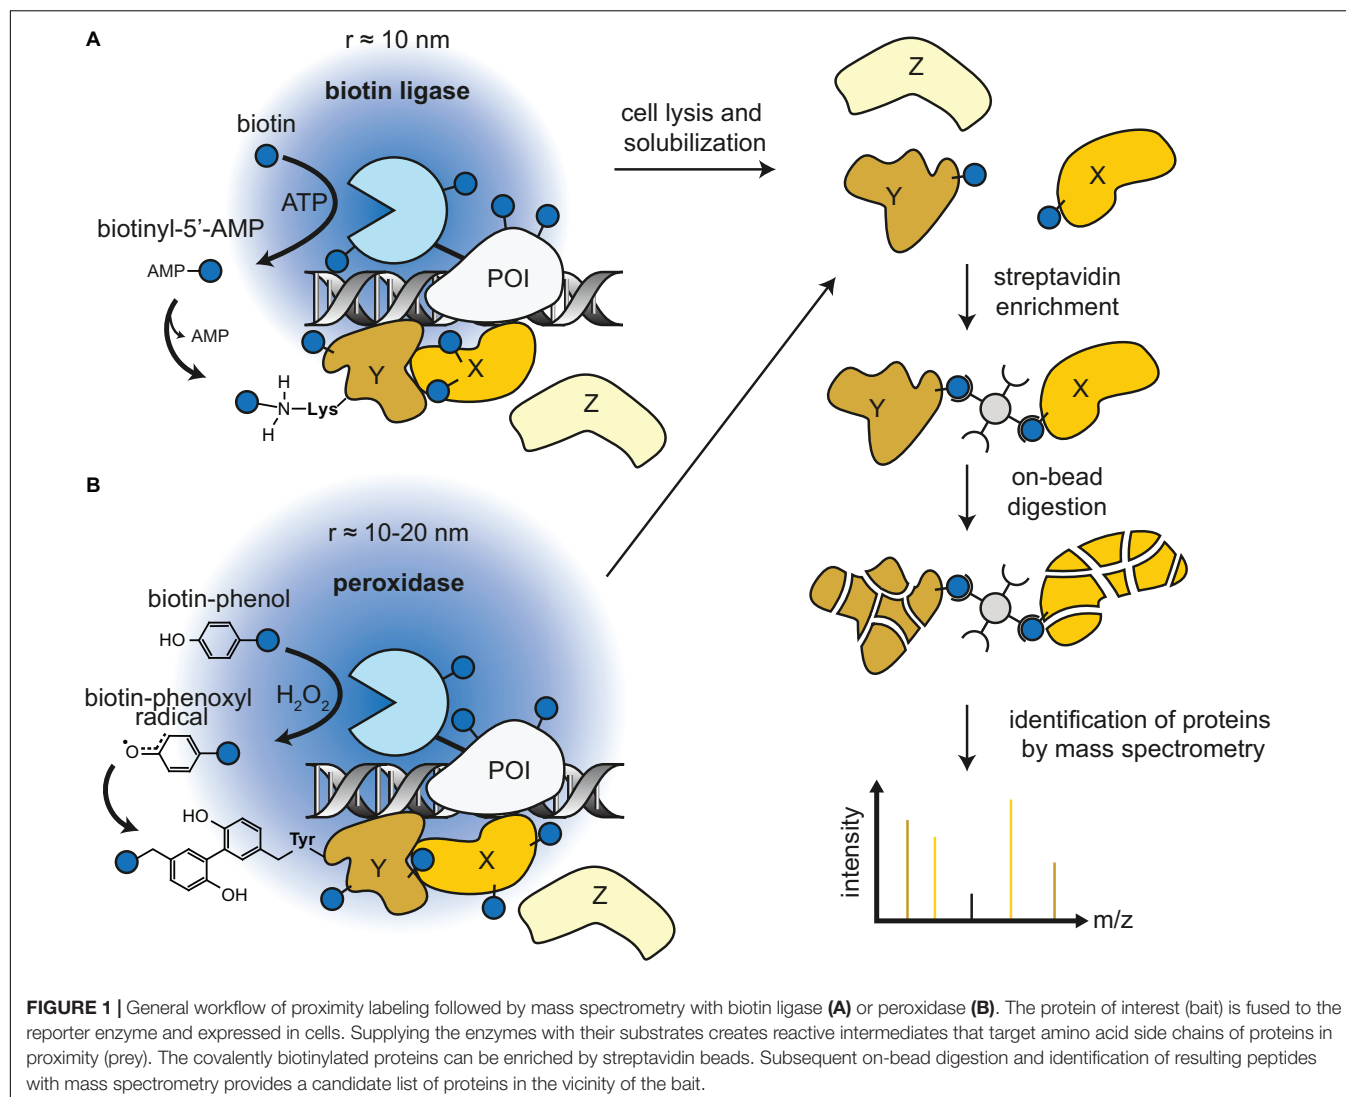 A
r ≈ 10 nm
biotin ligase
biotin
ATP
biotinyl-5'-AMP
AMP
AMP
POI
Y
X
Z
H
N
Lys
H
cell lysis and
solubilization
Z
Y
X
streptavidin
enrichment
Y
X
on-bead
digestion
identification of proteins
by mass spectrometry
intensity
m/z
B
r ≈ 10-20 nm
peroxidase
biotin-phenol
HO
H₂O₂
biotin-phenoxyl
radical
•O
POI
HO
Tyr
OH
Y
X
Z
FIGURE 1 | General workflow of proximity labeling followed by mass spectrometry with biotin ligase (A) or peroxidase (B). The protein of interest (bait) is fused to the
reporter enzyme and expressed in cells. Supplying the enzymes with their substrates creates reactive intermediates that target amino acid side chains of proteins in
proximity (prey). The covalently biotinylated proteins can be enriched by streptavidin beads. Subsequent on-bead digestion and identification of resulting peptides
with mass spectrometry provides a candidate list of proteins in the vicinity of the bait.